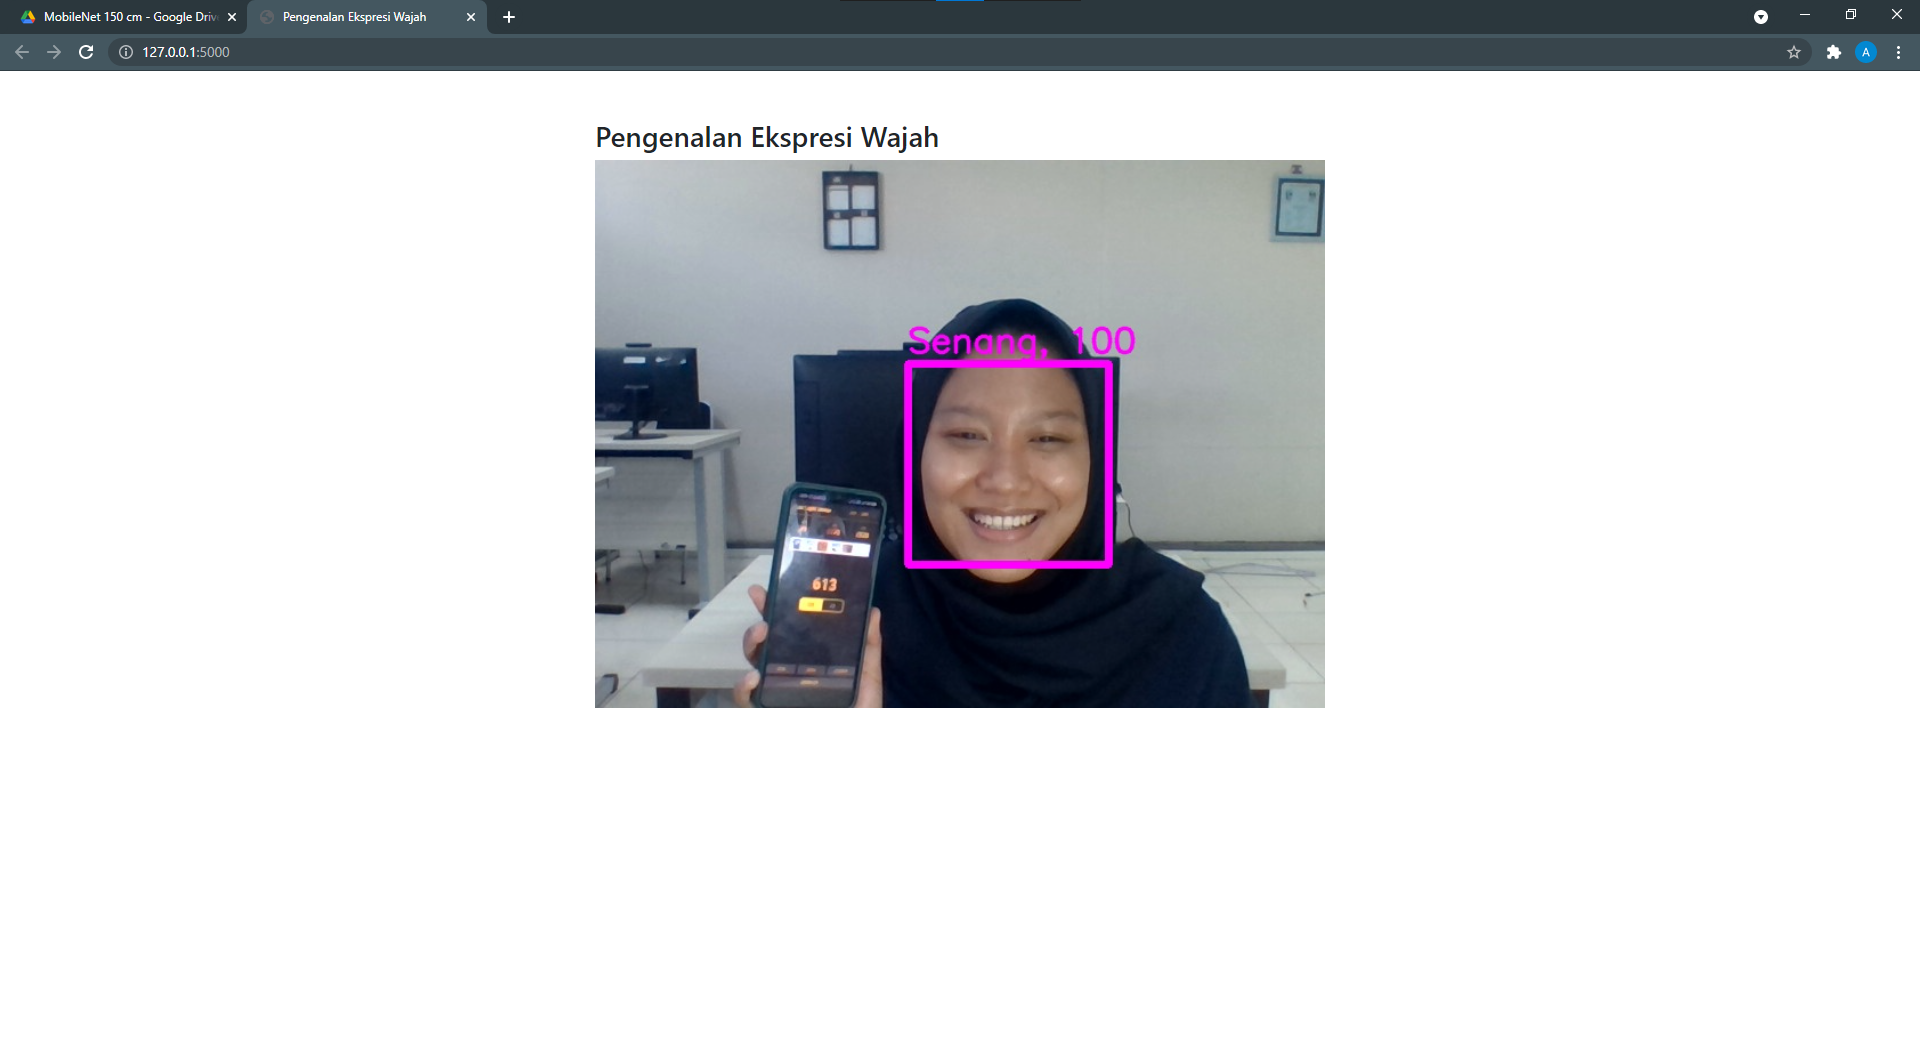 MobileNet 150 cm - Google Driv
Pengenalan Ekspresi Wajah
127.0.0.1:5000
A
Pengenalan Ekspresi Wajah
Senang, 100
613